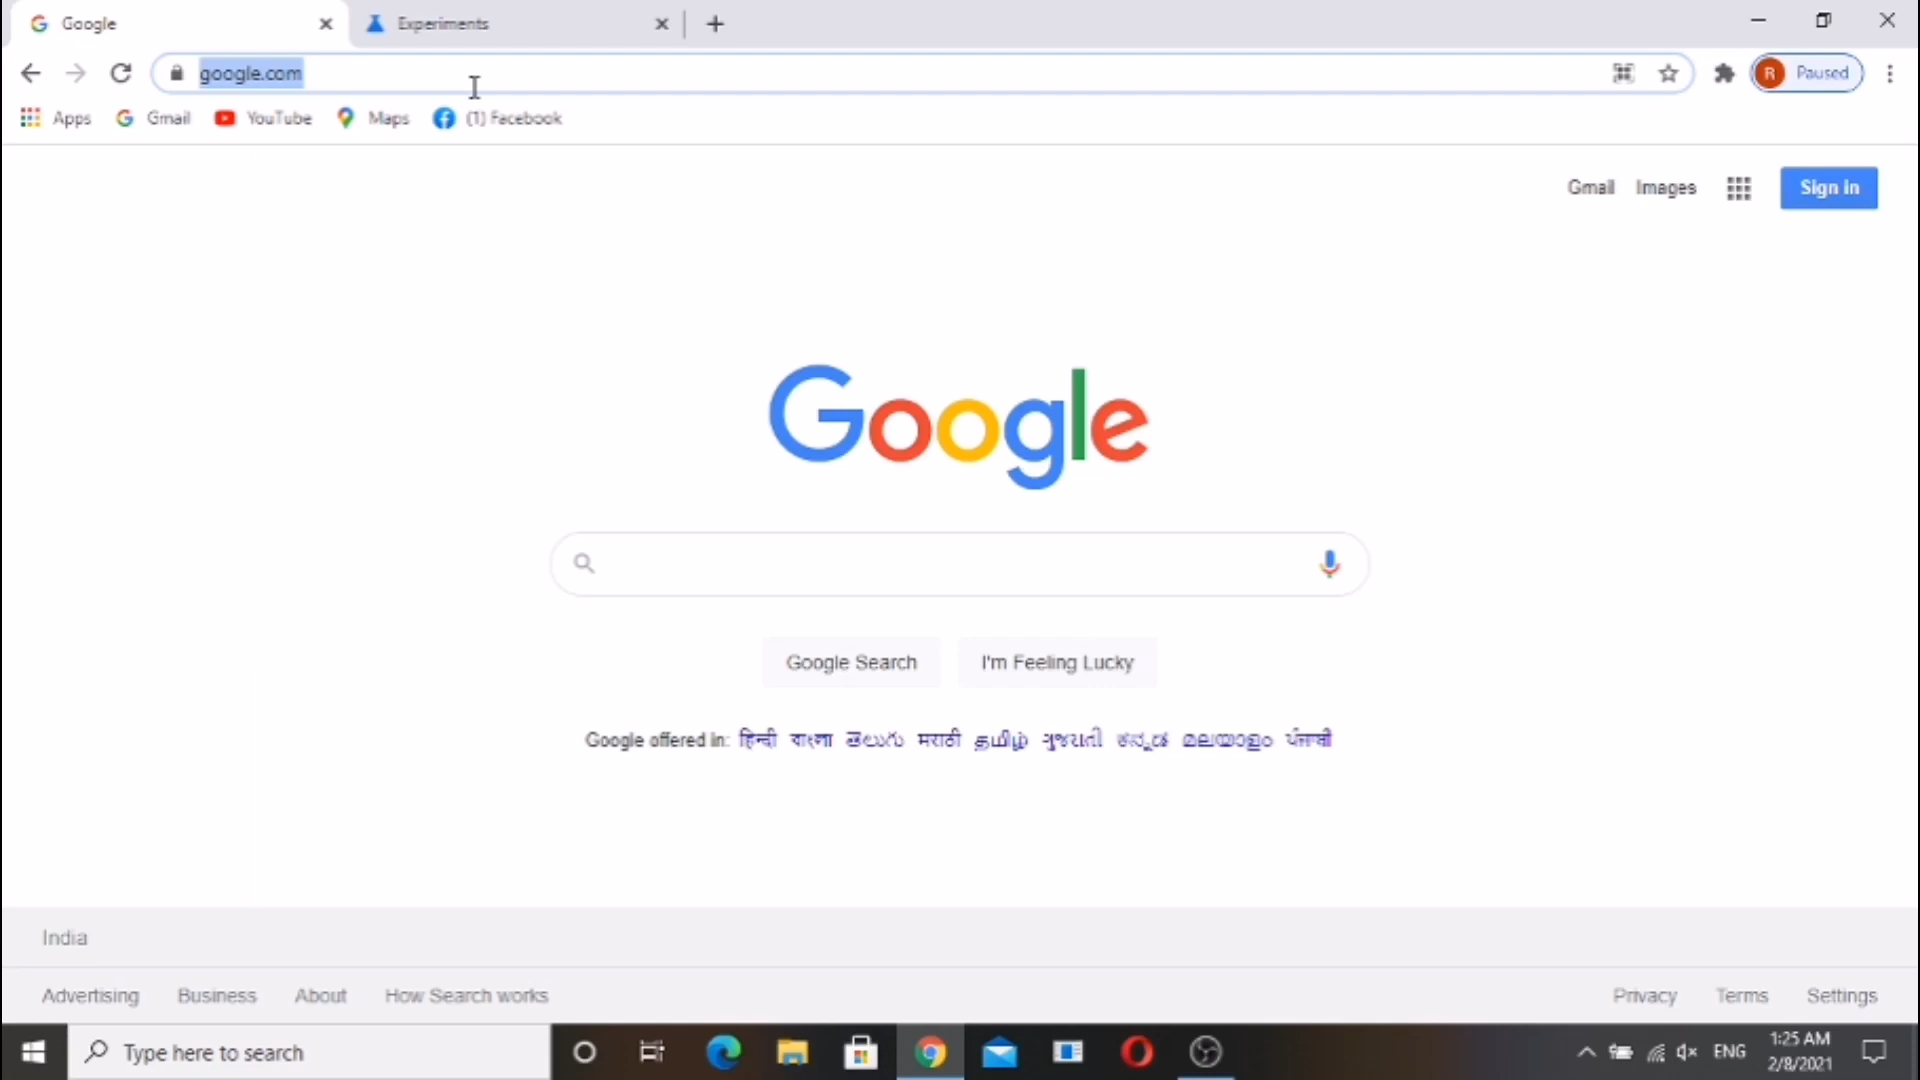 Google
Experiments
google.com
Paused
R
Apps
Gmail
YouTube
Maps
(1) Facebook
Gmail
Images
Sign in
Google
Google Search
I'm Feeling Lucky
Google offered in: हिन्दी বাংলা తెలుగు मराठी தமிழ் ગુજરાતી ಕನ್ನಡ മലയാളം ਪੰਜਾਬੀ
India
Advertising
Business
About
How Search works
Privacy
Terms
Settings
Type here to search
ENG
1:25 AM
2/8/2021